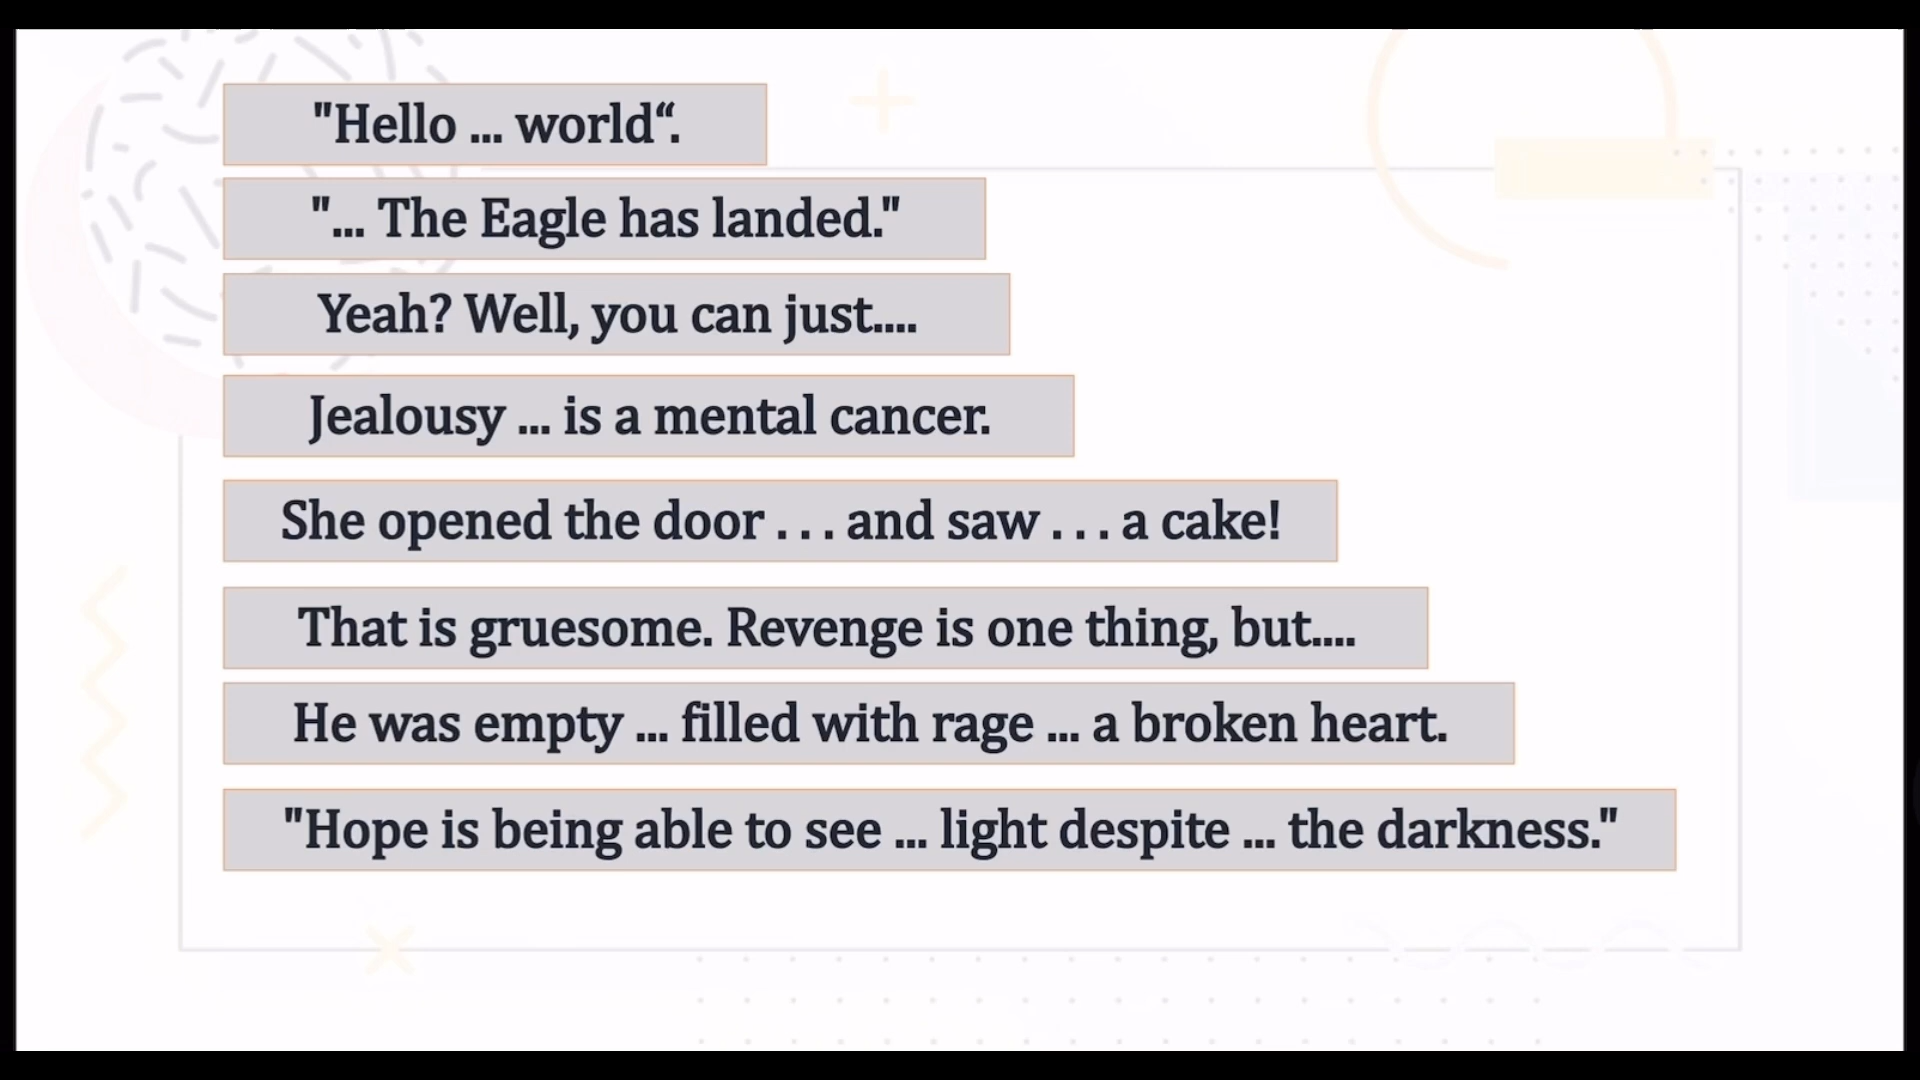 "Hello ... world“.
"... The Eagle has landed."
Yeah? Well, you can just....
Jealousy ... is a mental cancer.
She opened the door . . . and saw . . . a cake!
That is gruesome. Revenge is one thing, but....
He was empty ... filled with rage ... a broken heart.
"Hope is being able to see ... light despite ... the darkness."